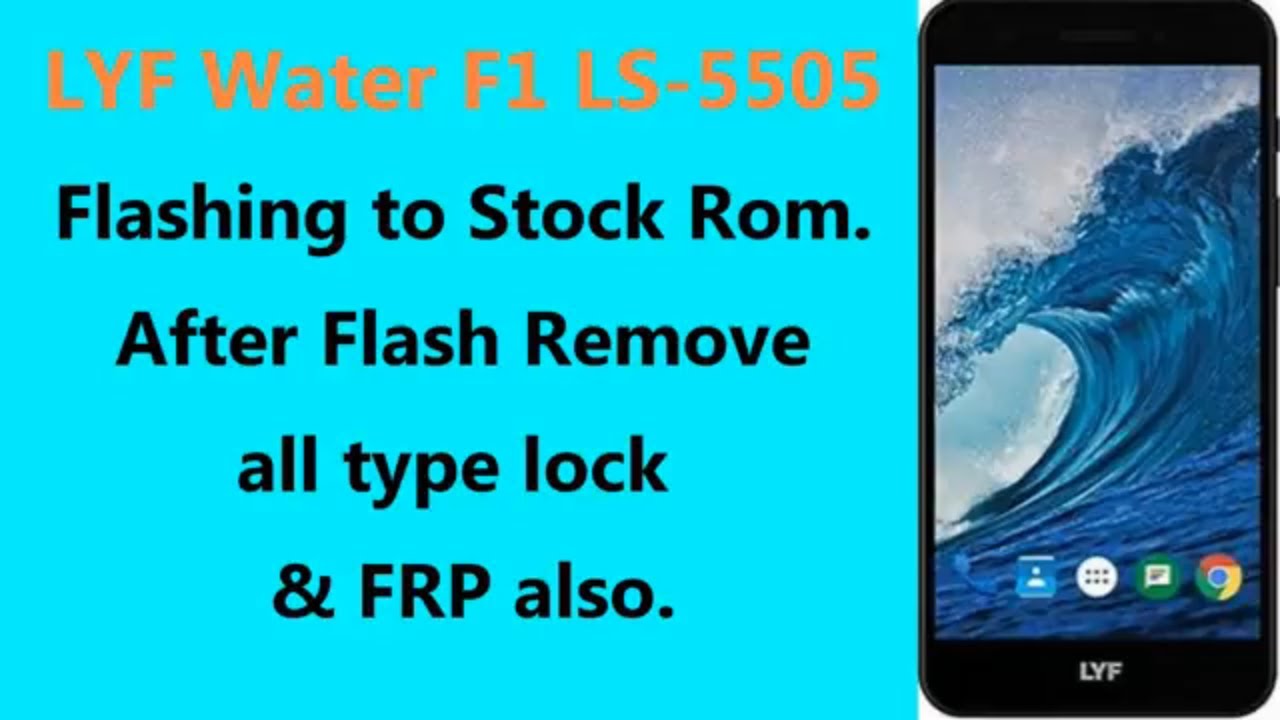 LYF Water F1 LS-5505
Flashing to Stock Rom.
After Flash Remove
all type lock
& FRP also.
LYF